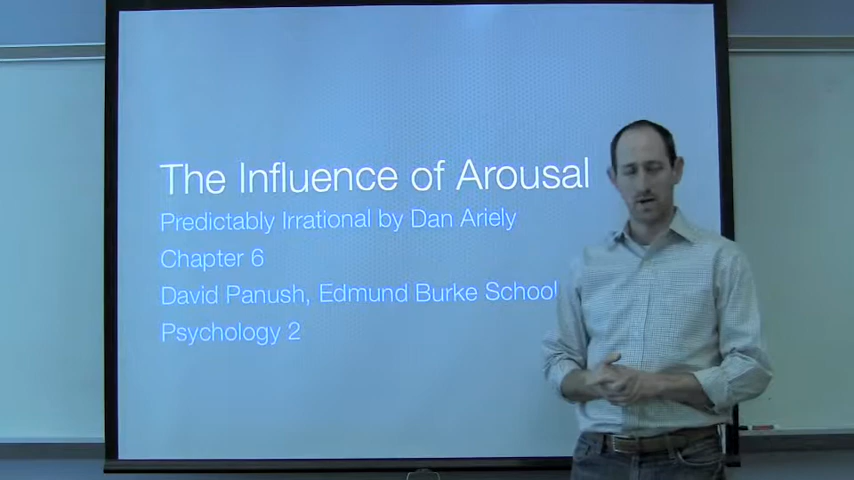 The Influence of Arousal
Predictably Irrational by Dan Ariely
Chapter 6
David Panush, Edmund Burke School
Psychology 2